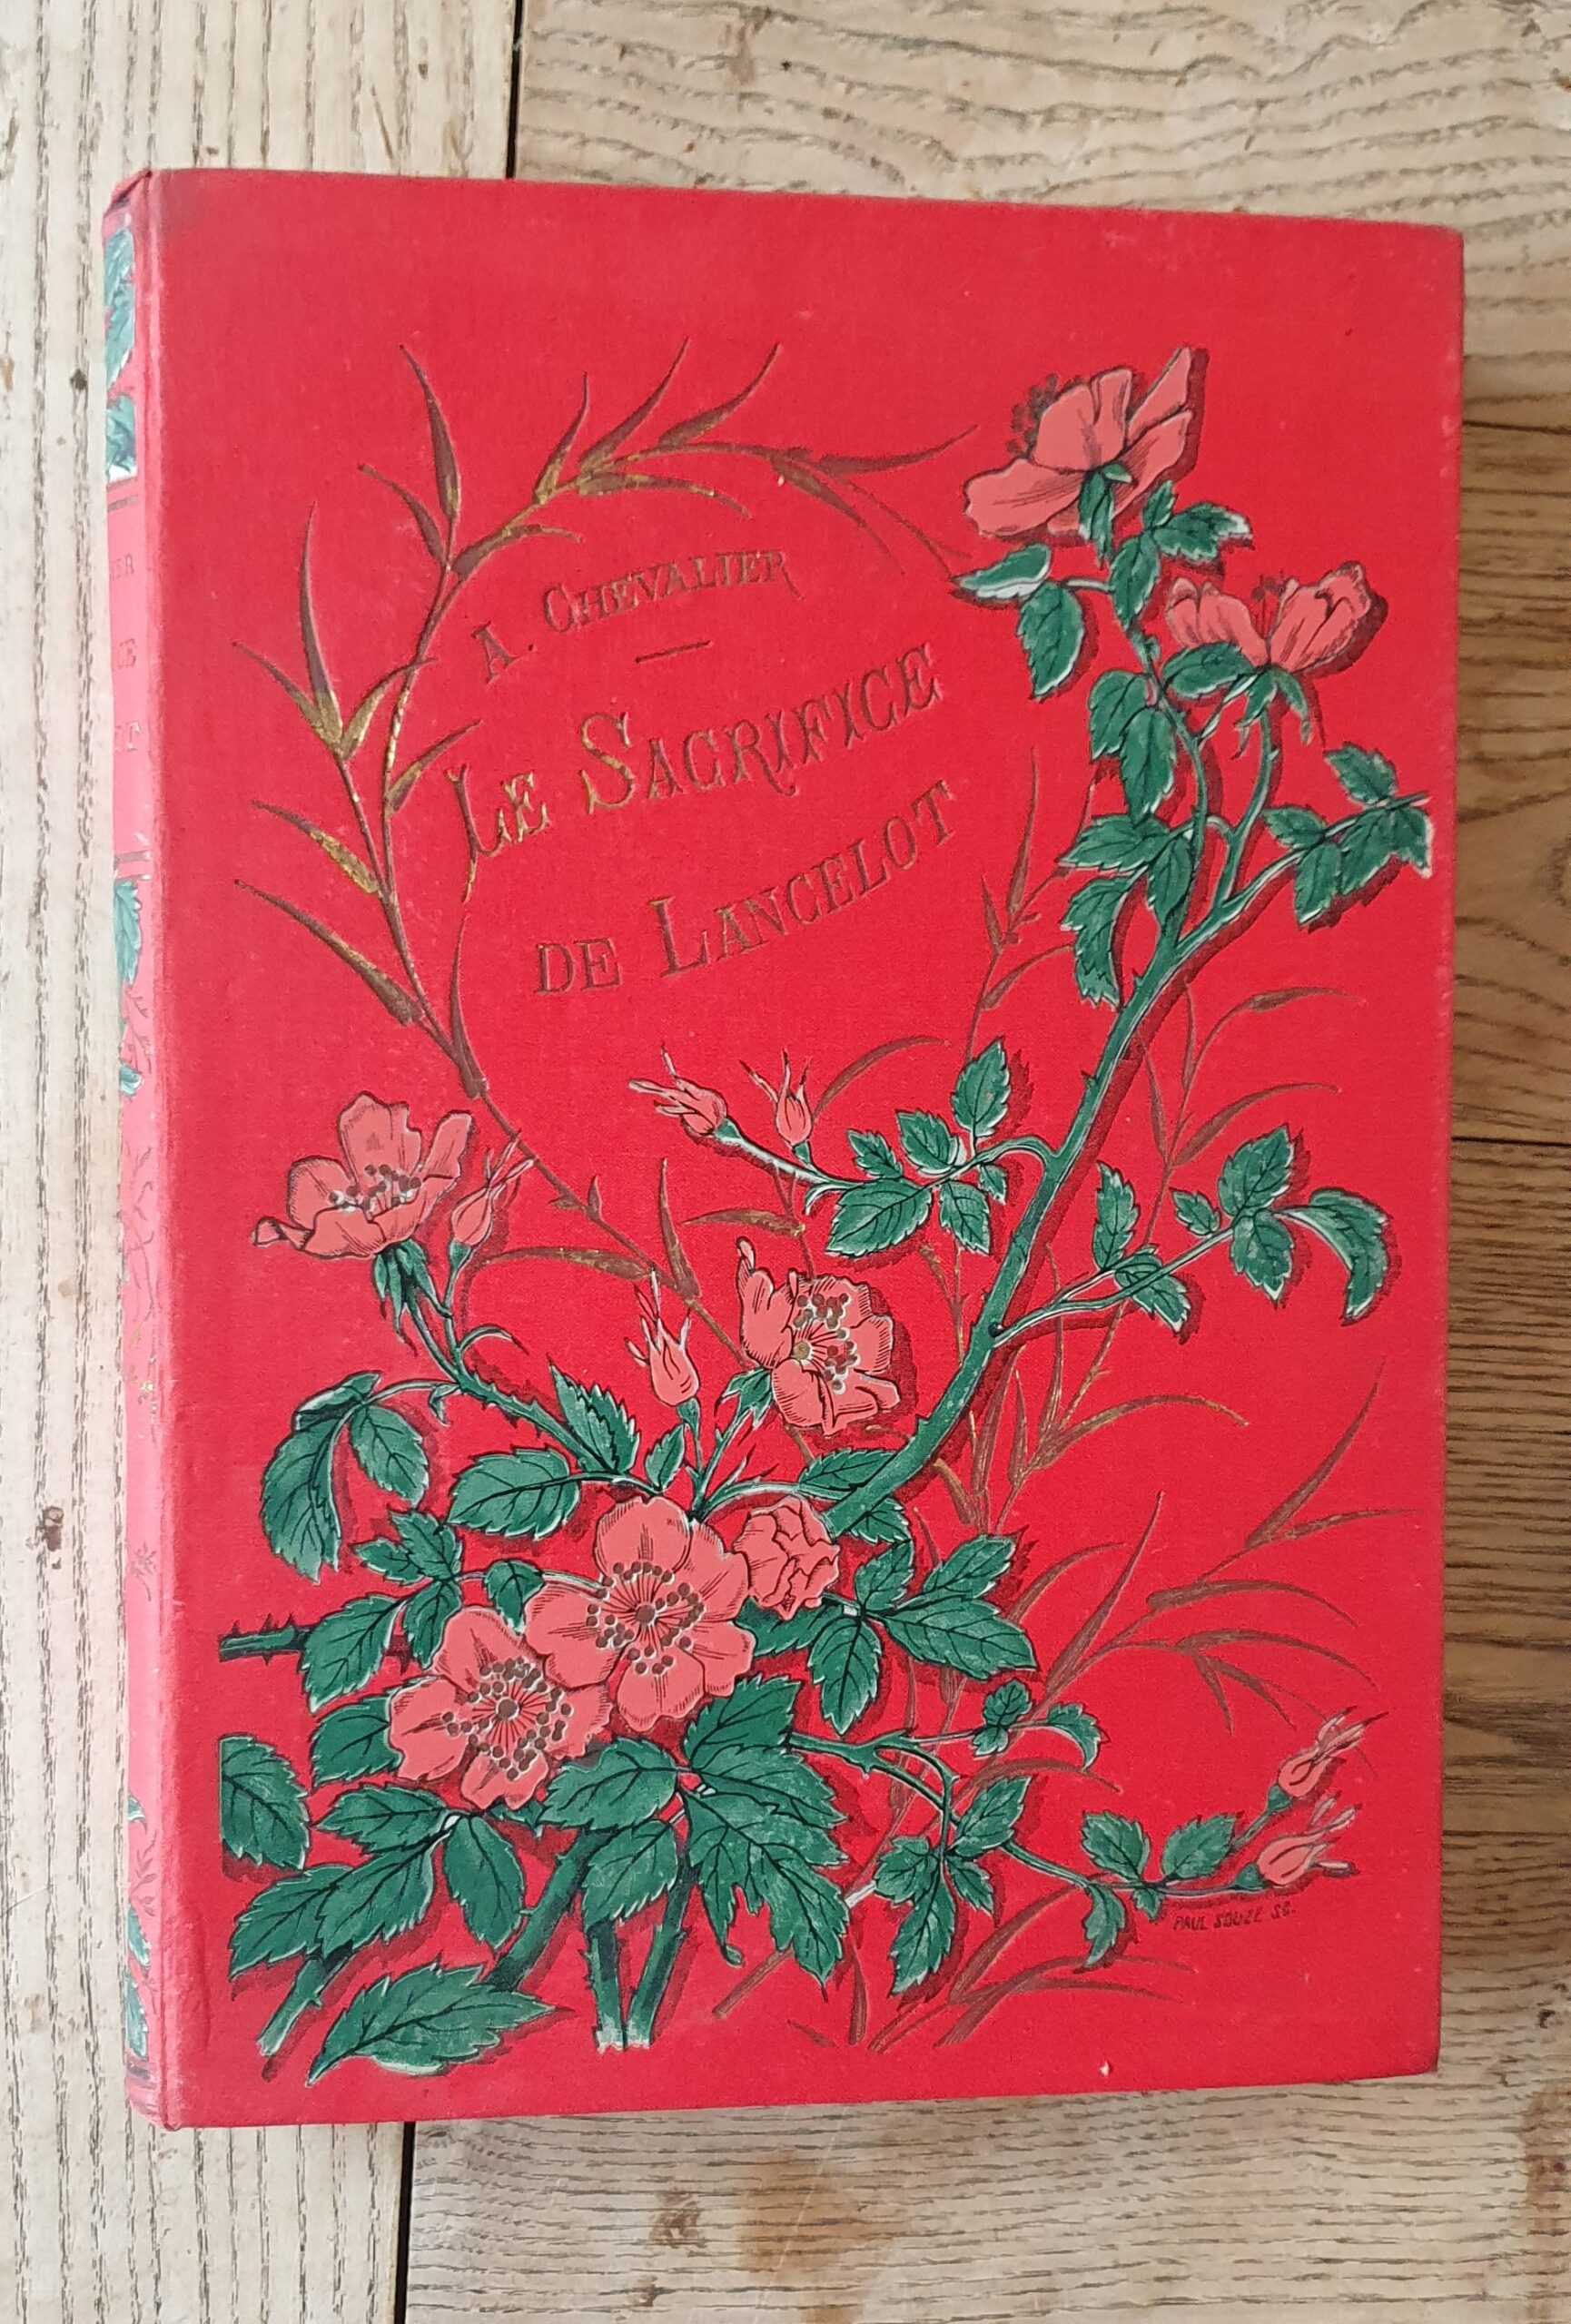 A. CHEVALIER
LE SACRIFICE
DE LANCELOT
PAUL SOUZE SC.